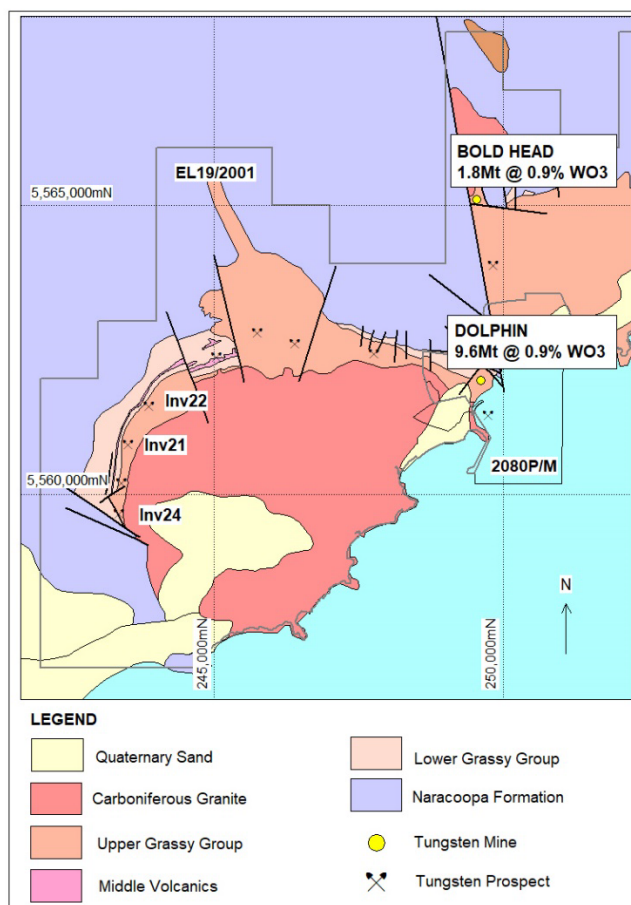 EL19/2001
BOLD HEAD
1.8Mt @ 0.9% WO3
5,565,000mN
DOLPHIN
9.6Mt @ 0.9% WO3
Inv22
Inv21
2080P/M
5,560,000mN
Inv24
N
245,000mN
250,000mN
LEGEND
Quaternary Sand
Lower Grassy Group
Carboniferous Granite
Naracoopa Formation
Upper Grassy Group
Tungsten Mine
Middle Volcanics
Tungsten Prospect